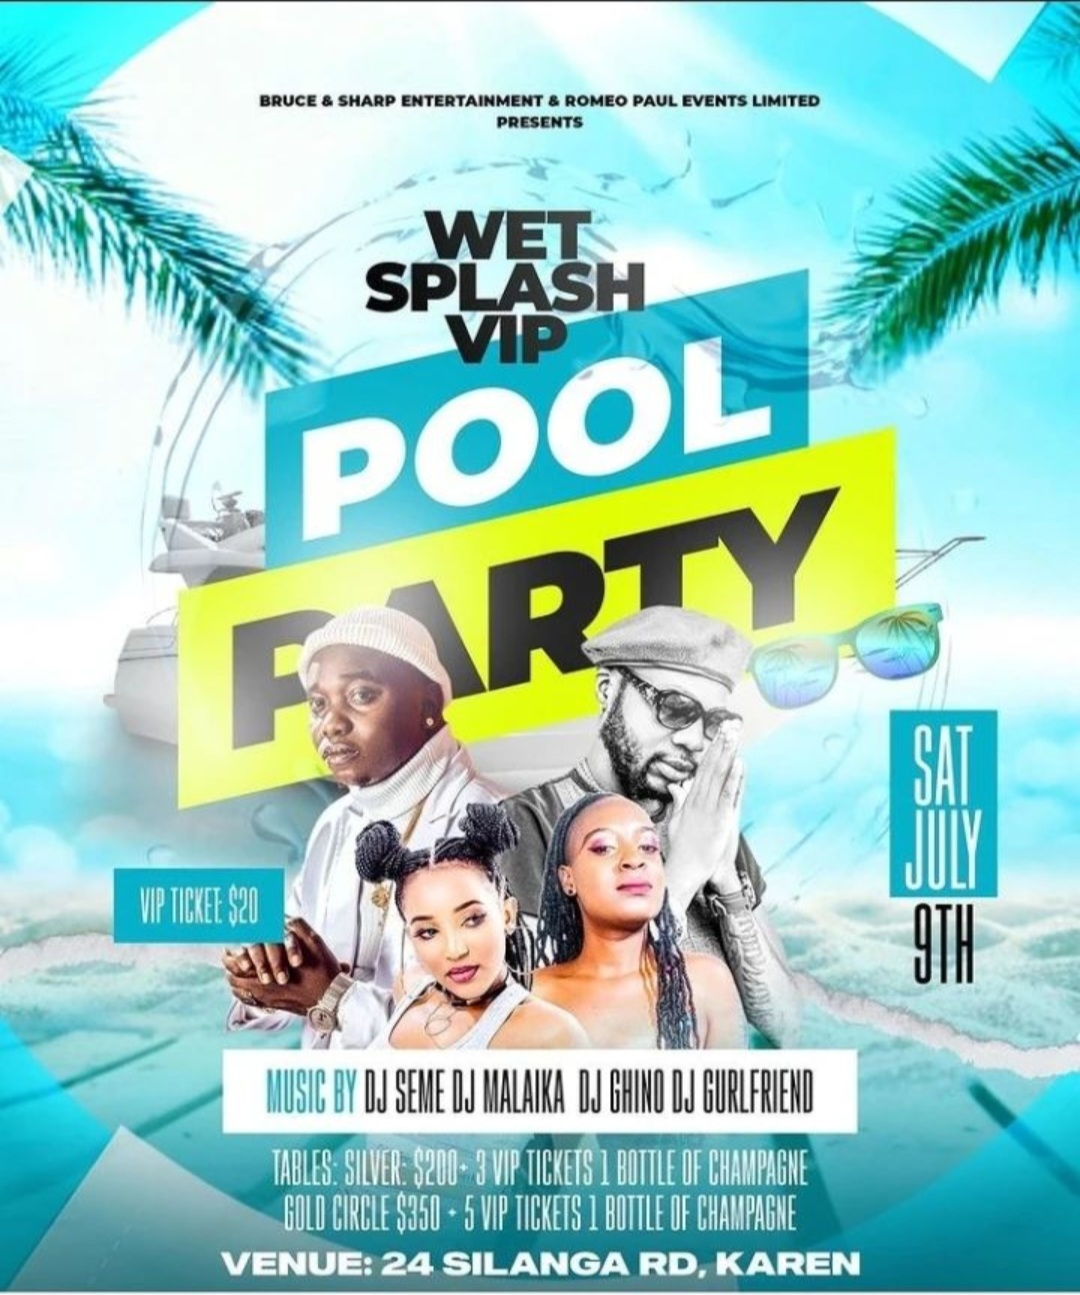 BRUCE & SHARP ENTERTAINMENT & ROMEO PAUL EVENTS LIMITED
PRESENTS
WET
SPLASH
VIP
POOL
PARTY
SAT
JULY
9TH
VIP TICKET: $20
MUSIC BY DJ SEME DJ MALAIKA DJ GHINO DJ GURLFRIEND
TABLES: SILVER: $200+ 3 VIP TICKETS 1 BOTTLE OF CHAMPAGNE
GOLD CIRCLE $350 + 5 VIP TICKETS 1 BOTTLE OF CHAMPAGNE
VENUE: 24 SILANGA RD, KAREN